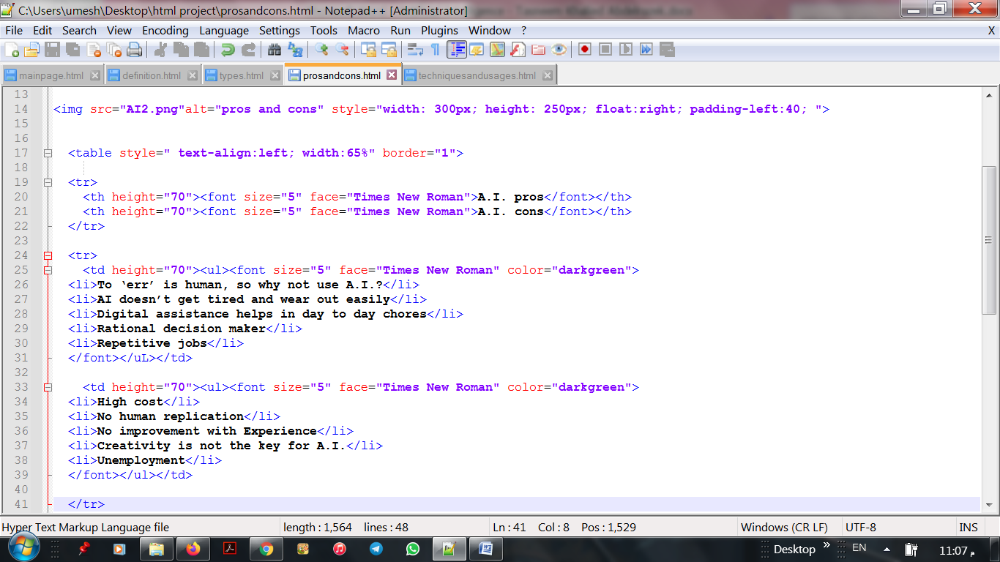 C:\Users\umesh\Desktop\html project\prosandcons.html - Notepad++ [Administrator]
File Edit Search View Encoding Language Settings Tools Macro Run Plugins Window ? X
mainpage.html definition.html types.html prosandcons.html techniquesandusages.html
13
14 <img src="AI2.png"alt="pros and cons" style="width: 300px; height: 250px; float:right; padding-left:40; ">
15
16
17 <table style=" text-align:left; width:65%" border="1">
18
19 <tr>
20 <th height="70"><font size="5" face="Times New Roman">A.I. pros</font></th>
21 <th height="70"><font size="5" face="Times New Roman">A.I. cons</font></th>
22 </tr>
23
24 <tr>
25 <td height="70"><ul><font size="5" face="Times New Roman" color="darkgreen">
26 <li>To ‘err’ is human, so why not use A.I.?</li>
27 <li>AI doesn’t get tired and wear out easily</li>
28 <li>Digital assistance helps in day to day chores</li>
29 <li>Rational decision maker</li>
30 <li>Repetitive jobs</li>
31 </font></uL></td>
32
33 <td height="70"><ul><font size="5" face="Times New Roman" color="darkgreen">
34 <li>High cost</li>
35 <li>No human replication</li>
36 <li>No improvement with Experience</li>
37 <li>Creativity is not the key for A.I.</li>
38 <li>Unemployment</li>
39 </font></ul></td>
40
41 </tr>
Hyper Text Markup Language file length : 1,564 lines : 48 Ln : 41 Col : 8 Pos : 1,529 Windows (CR LF) UTF-8 INS
Desktop » EN 11:07 م